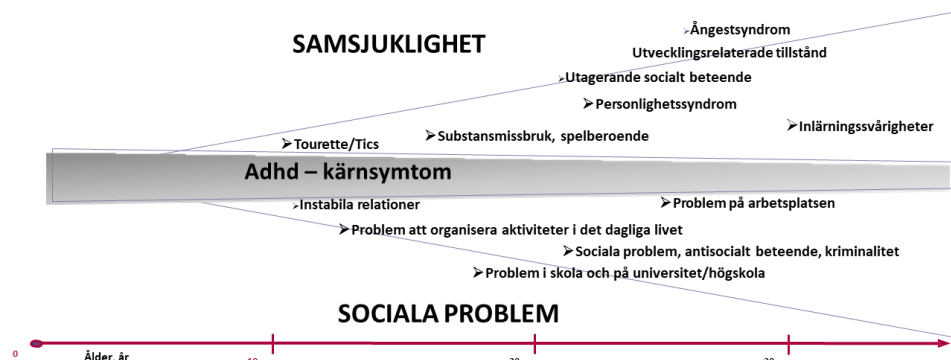 SAMSJUKLIGHET
Ångestsyndrom
Utvecklingsrelaterade tillstånd
Utagerande socialt beteende
Personlighetssyndrom
Inlärningssvårigheter
Substansmissbruk, spelberoende
Tourette/Tics
Adhd – kärnsymtom
Instabila relationer
Problem på arbetsplatsen
Problem att organisera aktiviteter i det dagliga livet
Sociala problem, antisocialt beteende, kriminalitet
Problem i skola och på universitet/högskola
SOCIALA PROBLEM
0
Ålder, år